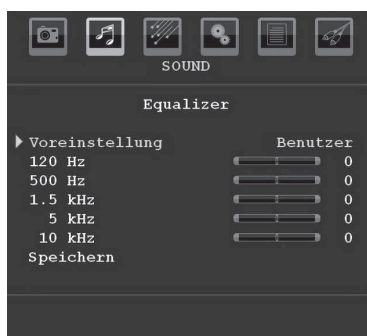 SOUND
Equalizer
Voreinstellung Benutzer
120 Hz 0
500 Hz 0
1.5 kHz 0
5 kHz 0
10 kHz 0
Speichern